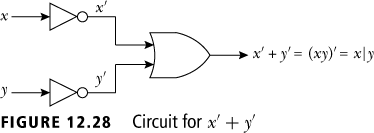 x
x′
x′ + y′ = (xy)′ = x|y
y
y′
FIGURE 12.28 Circuit for x′ + y′